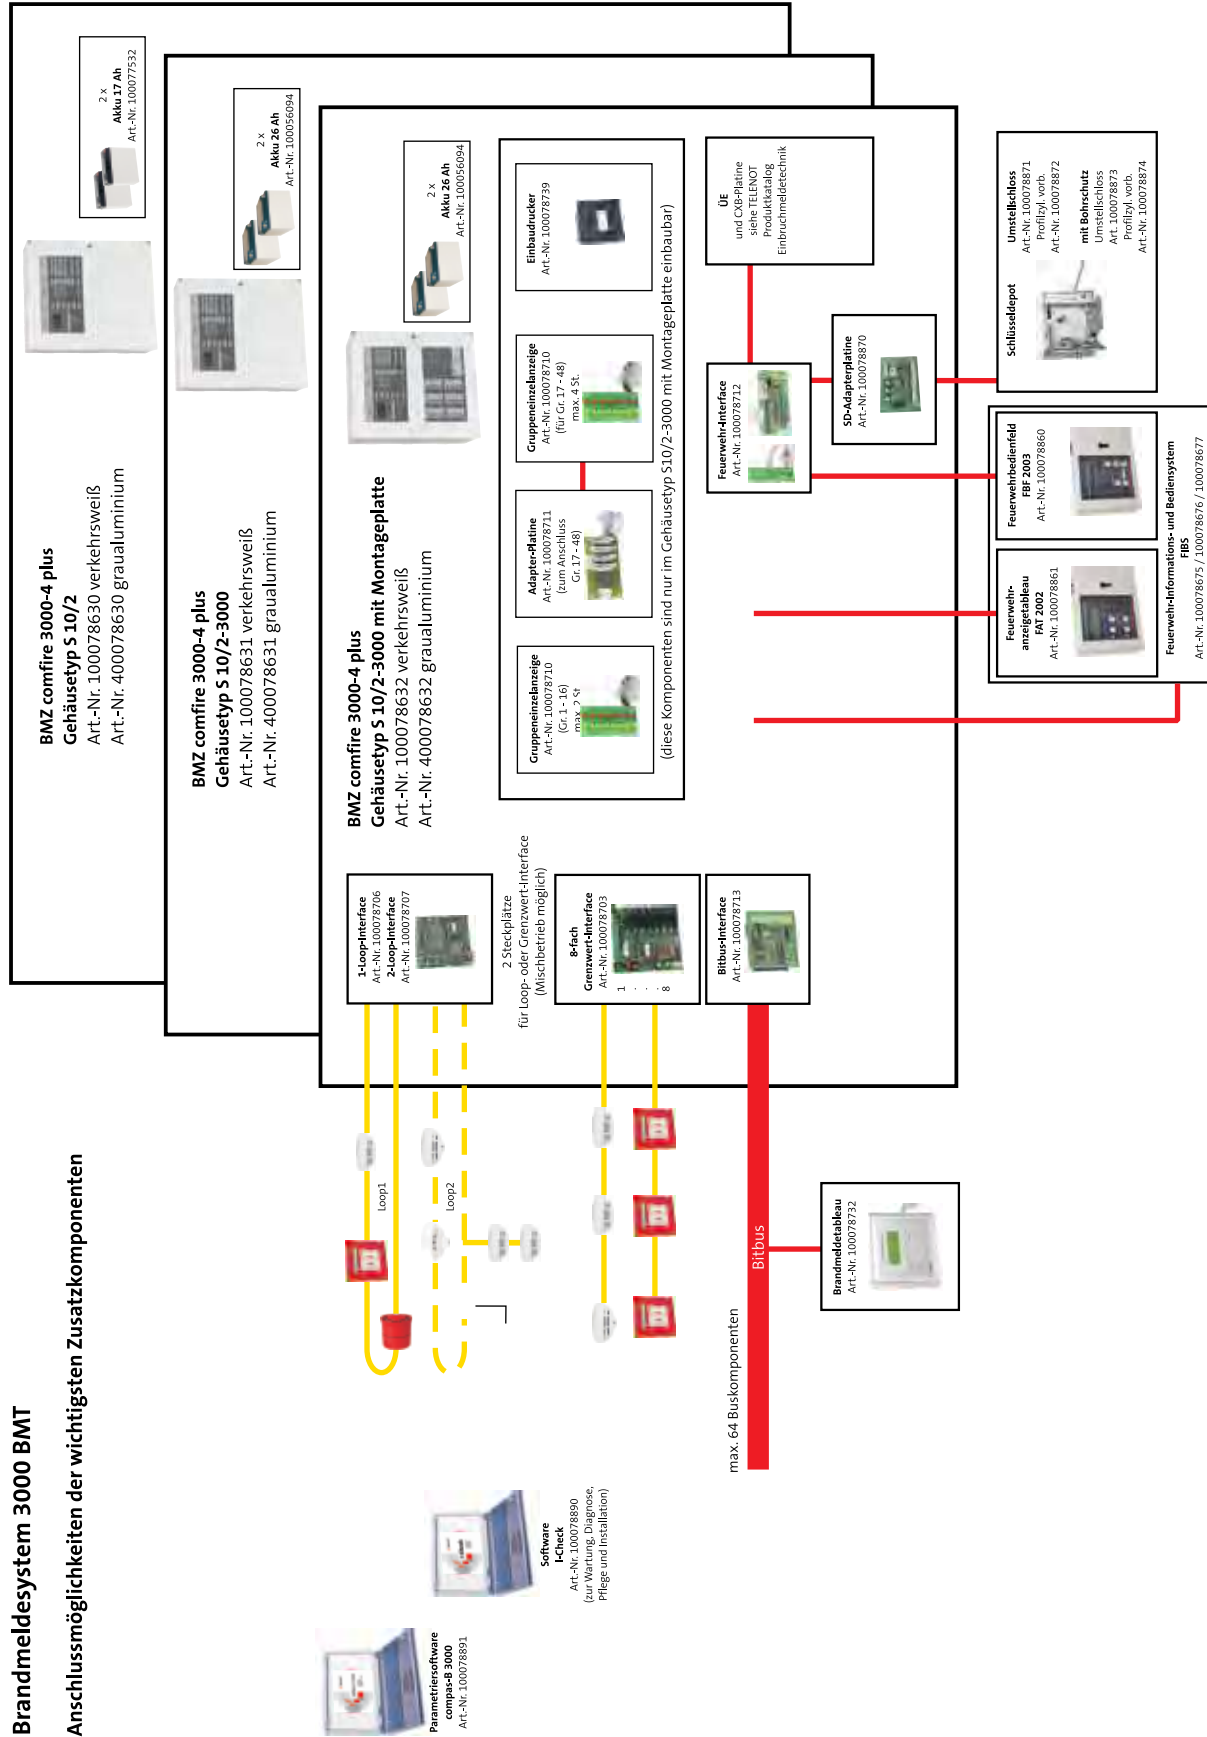 Brandmeldesystem 3000 BMT
Anschlussmöglichkeiten der wichtigsten Zusatzkomponenten
BMZ comfire 3000-4 plus
Gehäusetyp S 10/2
Art.-Nr. 100078630 verkehrsweiß
Art.-Nr. 400078630 graualuminium
2 x
Akku 17 Ah
Art.-Nr. 100077532
BMZ comfire 3000-4 plus
Gehäusetyp S 10/2-3000
Art.-Nr. 100078631 verkehrsweiß
Art.-Nr. 400078631 graualuminium
2 x
Akku 26 Ah
Art.-Nr. 100056094
BMZ comfire 3000-4 plus
Gehäusetyp S 10/2-3000 mit Montageplatte
Art.-Nr. 100078632 verkehrsweiß
Art.-Nr. 400078632 graualuminium
2 x
Akku 26 Ah
Art.-Nr. 100056094
Parametriersoftware
compas-B 3000
Art.-Nr. 100078891
Software
I-Check
Art.-Nr. 100078890
(zur Wartung, Diagnose,
Pflege und Installation)
Loop1
Loop2
1-Loop-Interface
Art.-Nr. 100078706
2-Loop-Interface
Art.-Nr. 100078707
2 Steckplätze
für Loop- oder Grenzwert-Interface
(Mischbetrieb möglich)
8-fach
Grenzwert-Interface
Art.-Nr. 100078703
1
.
.
.
8
Gruppeneinzelanzeige
Art.-Nr. 100078710
(Gr. 1 - 16)
max. 2 St.
Adapter-Platine
Art.-Nr. 100078711
(zum Anschluss
Gr. 17 - 48)
Gruppeneinzelanzeige
Art.-Nr. 100078710
(für Gr. 17 - 48)
max. 4 St.
Einbaudrucker
Art.-Nr. 100078739
(diese Komponenten sind nur im Gehäusetyp S10/2-3000 mit Montageplatte einbaubar)
max. 64 Buskomponenten
Bitbus
Bitbus-Interface
Art.-Nr. 100078713
Feuerwehr-Interface
Art.-Nr. 100078712
ÜE
und CXB-Platine
siehe TELENOT
Produktkatalog
Einbruchmeldetechnik
Brandmeldetableau
Art.-Nr. 100078732
SD-Adapterplatine
Art.-Nr. 100078870
Feuerwehr-
anzeigetableau
FAT 2002
Art.-Nr. 100078861
Feuerwehrbedienfeld
FBF 2003
Art.-Nr. 100078860
Feuerwehr-Informations- und Bediensystem
FIBS
Art.-Nr. 100078675 / 100078676 / 100078677
Schlüsseldepot
Umstellschloss
Art.-Nr. 100078871
Profilzyl. vorb.
Art.-Nr. 100078872
mit Bohrschutz
Umstellschloss
Art. 100078873
Profilzyl. vorb.
Art.-Nr. 100078874